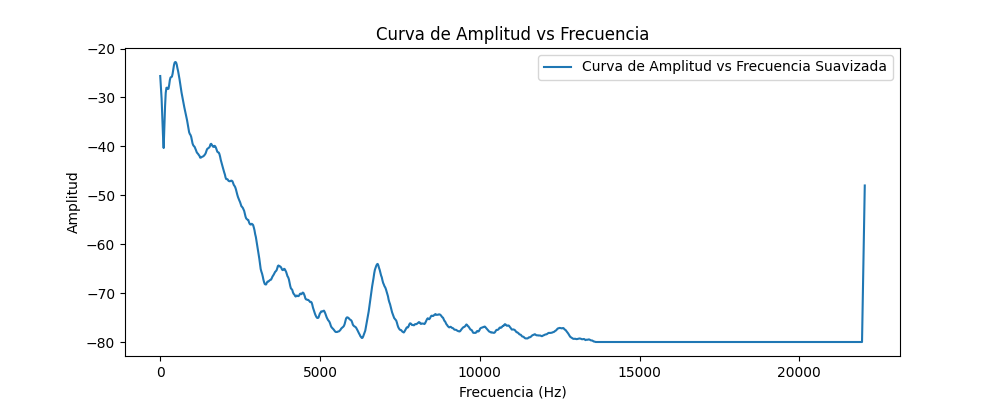 Curva de Amplitud vs Frecuencia
Curva de Amplitud vs Frecuencia Suavizada
Amplitud
−20
−30
−40
−50
−60
−70
−80
0 5000 10000 15000 20000
Frecuencia (Hz)